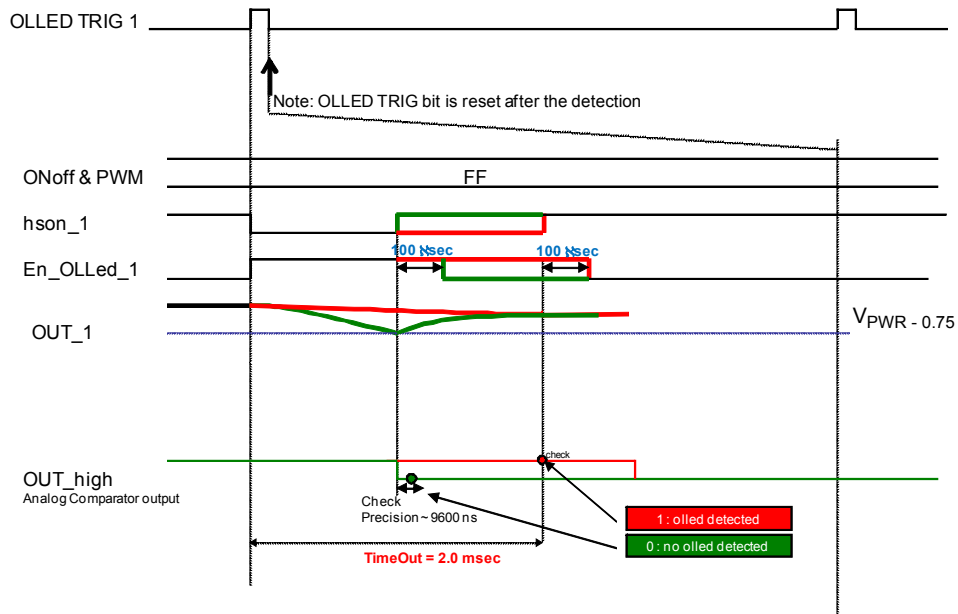 OLLED TRIG 1
Note: OLLED TRIG bit is reset after the detection
ONoff & PWM
FF
hson_1
100 ℵsec
100 ℵsec
En_OLLed_1
OUT_1
VPWR - 0.75
check
OUT_high
Analog Comparator output
Check
Precision ~ 9600 ns
1 : olled detected
0 : no olled detected
TimeOut = 2.0 msec